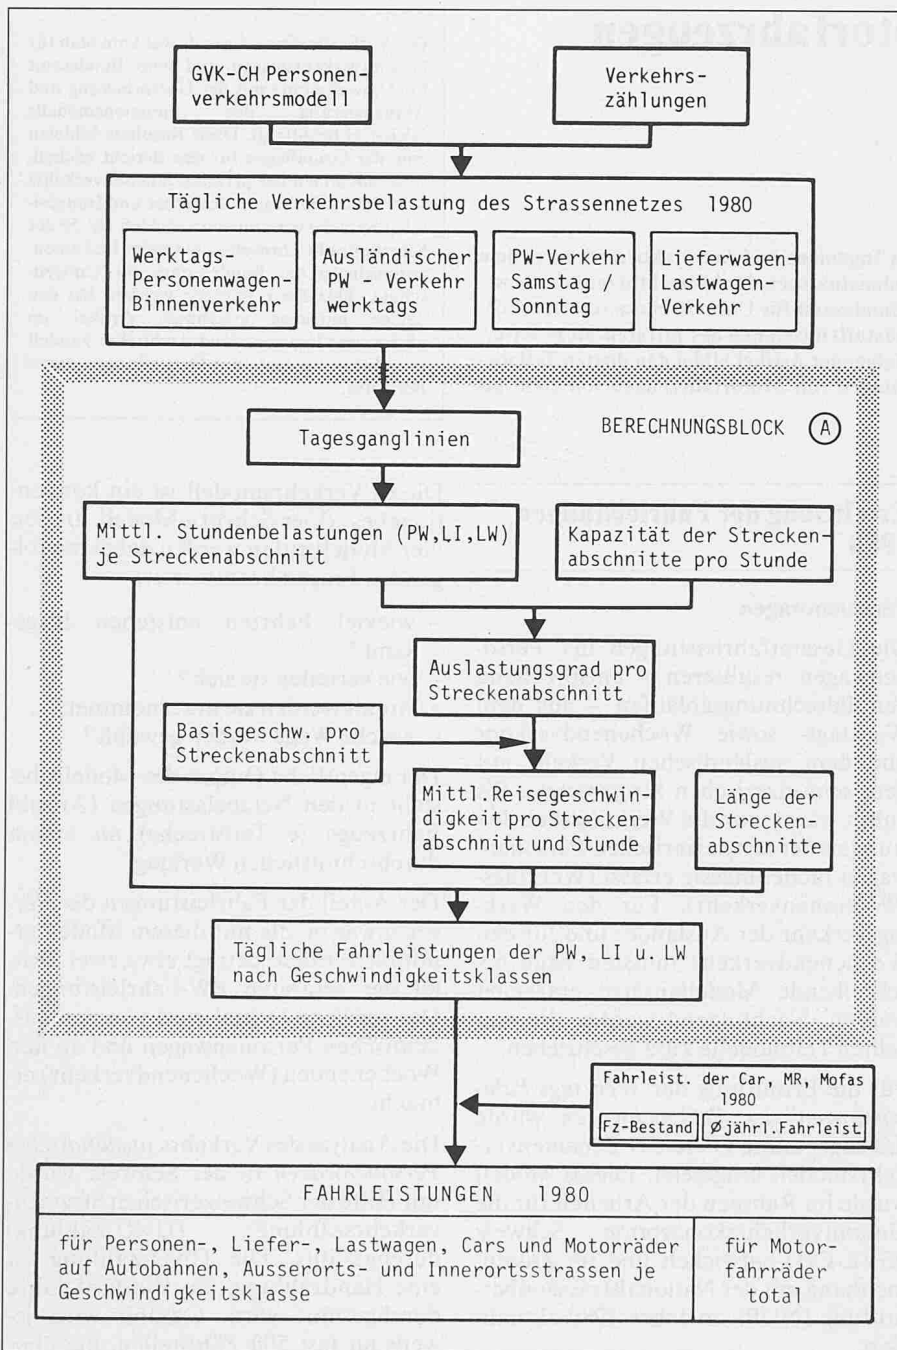 GVK-CH Personen-
verkehrsmodell
Verkehrs-
zählungen
Tägliche Verkehrsbelastung des Strassennetzes 1980
Werktags-
Personenwagen-
Binnenverkehr
Ausländischer
PW - Verkehr
werktags
PW-Verkehr
Samstag /
Sonntag
Lieferwagen-
Lastwagen-
Verkehr
BERECHNUNGSBLOCK A
Tagesganglinien
Mittl. Stundenbelastungen (PW,LI,LW)
je Streckenabschnitt
Kapazität der Strecken-
abschnitte pro Stunde
Auslastungsgrad pro
Streckenabschnitt
Basisgeschw. pro
Streckenabschnitt
Mittl.Reisegeschwin-
digkeit pro Strecken-
abschnitt und Stunde
Länge der
Strecken-
abschnitte
Tägliche Fahrleistungen der PW, LI u. LW
nach Geschwindigkeitsklassen
Fahrleist. der Car, MR, Mofas
1980
Fz-Bestand
Øjährl.Fahrleist
FAHRLEISTUNGEN 1980
für Personen-, Liefer-, Lastwagen, Cars und Motorräder
auf Autobahnen, Ausserorts- und Innerortsstrassen je
Geschwindigkeitsklasse
für Motor-
fahrräder
total